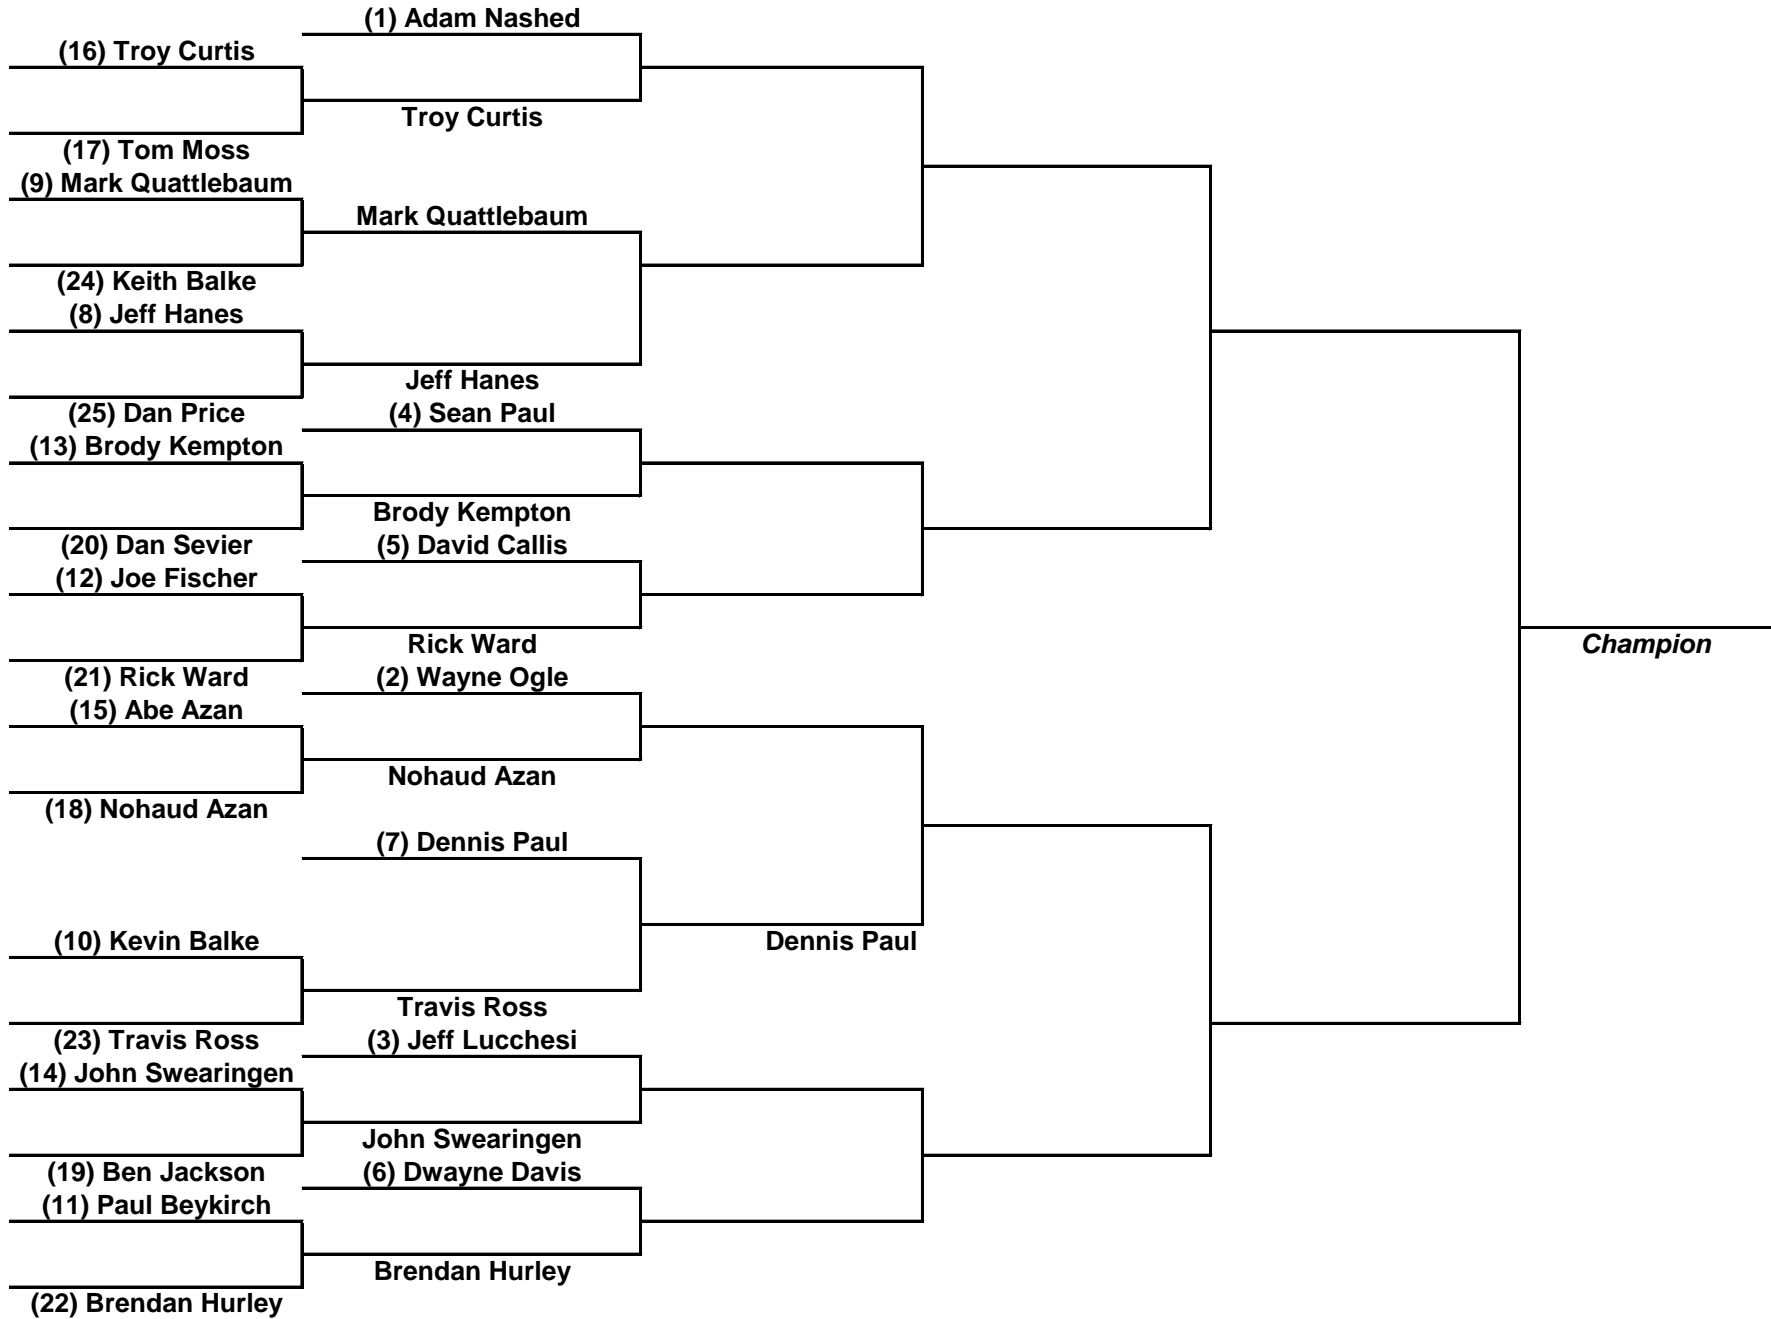 (1) Adam Nashed
(16) Troy Curtis
Troy Curtis
(17) Tom Moss
(9) Mark Quattlebaum
Mark Quattlebaum
(24) Keith Balke
(8) Jeff Hanes
Jeff Hanes
(25) Dan Price
(4) Sean Paul
(13) Brody Kempton
Brody Kempton
(20) Dan Sevier
(5) David Callis
(12) Joe Fischer
Rick Ward
Champion
(21) Rick Ward
(2) Wayne Ogle
(15) Abe Azan
Nohaud Azan
(18) Nohaud Azan
(7) Dennis Paul
(10) Kevin Balke
Dennis Paul
Travis Ross
(23) Travis Ross
(3) Jeff Lucchesi
(14) John Swearingen
John Swearingen
(19) Ben Jackson
(6) Dwayne Davis
(11) Paul Beykirch
Brendan Hurley
(22) Brendan Hurley